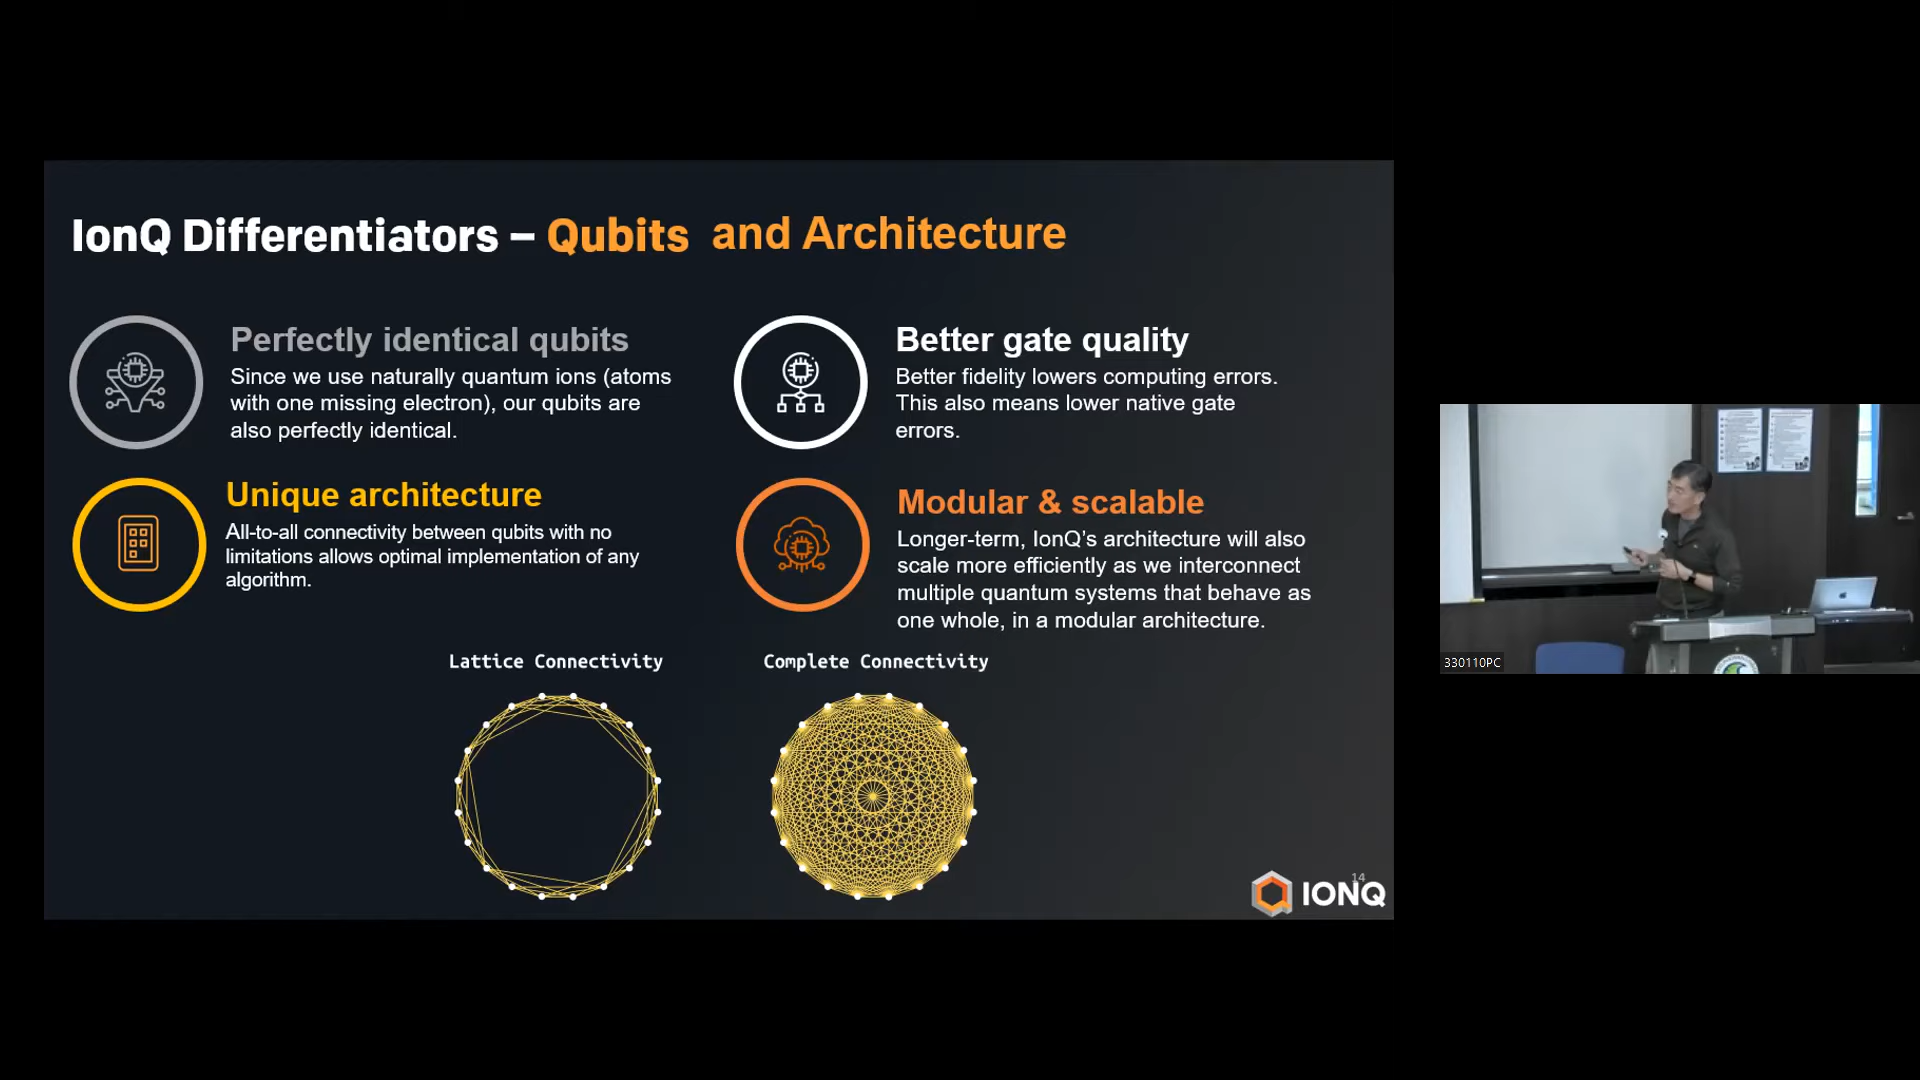 IonQ Differentiators – Qubits and Architecture
Perfectly identical qubits
Since we use naturally quantum ions (atoms
with one missing electron), our qubits are
also perfectly identical.
Better gate quality
Better fidelity lowers computing errors.
This also means lower native gate
errors.
Unique architecture
All-to-all connectivity between qubits with no
limitations allows optimal implementation of any
algorithm.
Modular & scalable
Longer-term, IonQ's architecture will also
scale more efficiently as we interconnect
multiple quantum systems that behave as
one whole, in a modular architecture.
Lattice Connectivity
Complete Connectivity
14
IONQ
330110PC